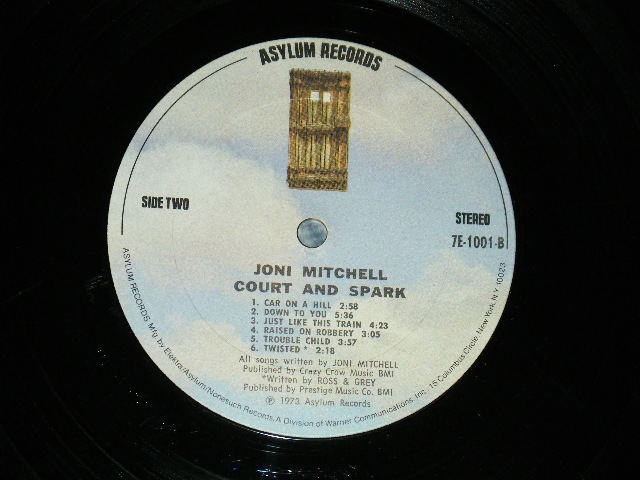 ASYLUM RECORDS
SIDE TWO
STEREO
7E-1001-B
JONI MITCHELL
COURT AND SPARK
1. CAR ON A HILL 2:58
2. DOWN TO YOU 5:36
3. JUST LIKE THIS TRAIN 4:23
4. RAISED ON ROBBERY 3:05
5. TROUBLE CHILD 3:57
6. TWISTED * 2:18
All songs written by JONI MITCHELL
Published by Crazy Crow Music BMI
*Written by ROSS & GREY
Published by Prestige Music Co. BMI
℗ 1973 Asylum Records
ASYLUM RECORDS Mfg by Elektra/Asylum/Nonesuch Records, A Division of Warner Communications Inc. 15 Columbus Circle, New York, N.Y. 10023